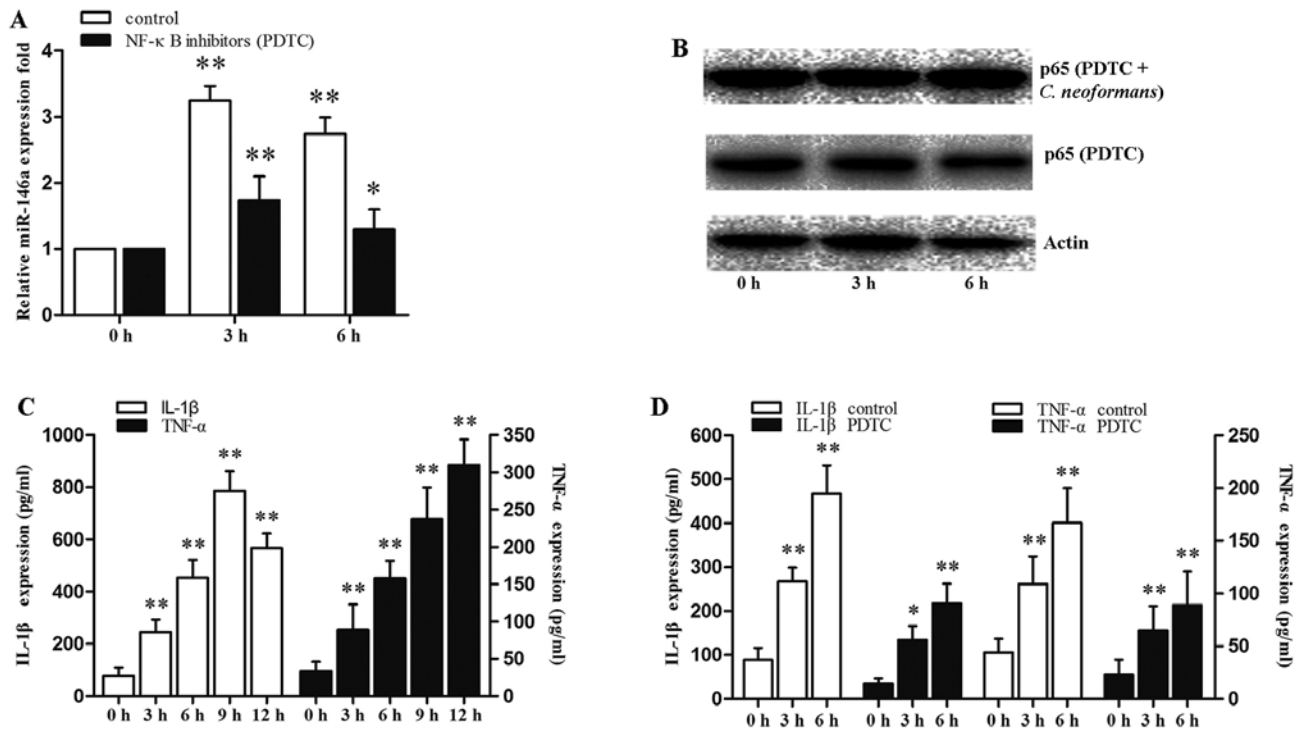 A
control
NF-κ B inhibitors (PDTC)
Relative miR-146a expression fold
4
3
2
1
0
**
**
**
*
0 h 3 h 6 h
B
p65 (PDTC +
C. neoformans)
p65 (PDTC)
Actin
0 h 3 h 6 h
C
IL-1β
TNF-α
IL-1β expression (pg/ml)
1000
800
600
400
200
0
** ** ** ** ** ** ** **
350
300
250
200
150
100
50
0
TNF-α expression (pg/ml)
0 h 3 h 6 h 9 h 12 h 0 h 3 h 6 h 9 h 12 h
D
IL-1β control
IL-1β PDTC
TNF-α control
TNF-α PDTC
IL-1β expression (pg/ml)
600
500
400
300
200
100
0
** ** * ** ** ** ** **
250
200
150
100
50
0
TNF-α expression (pg/ml)
0 h 3 h 6 h 0 h 3 h 6 h 0 h 3 h 6 h 0 h 3 h 6 h